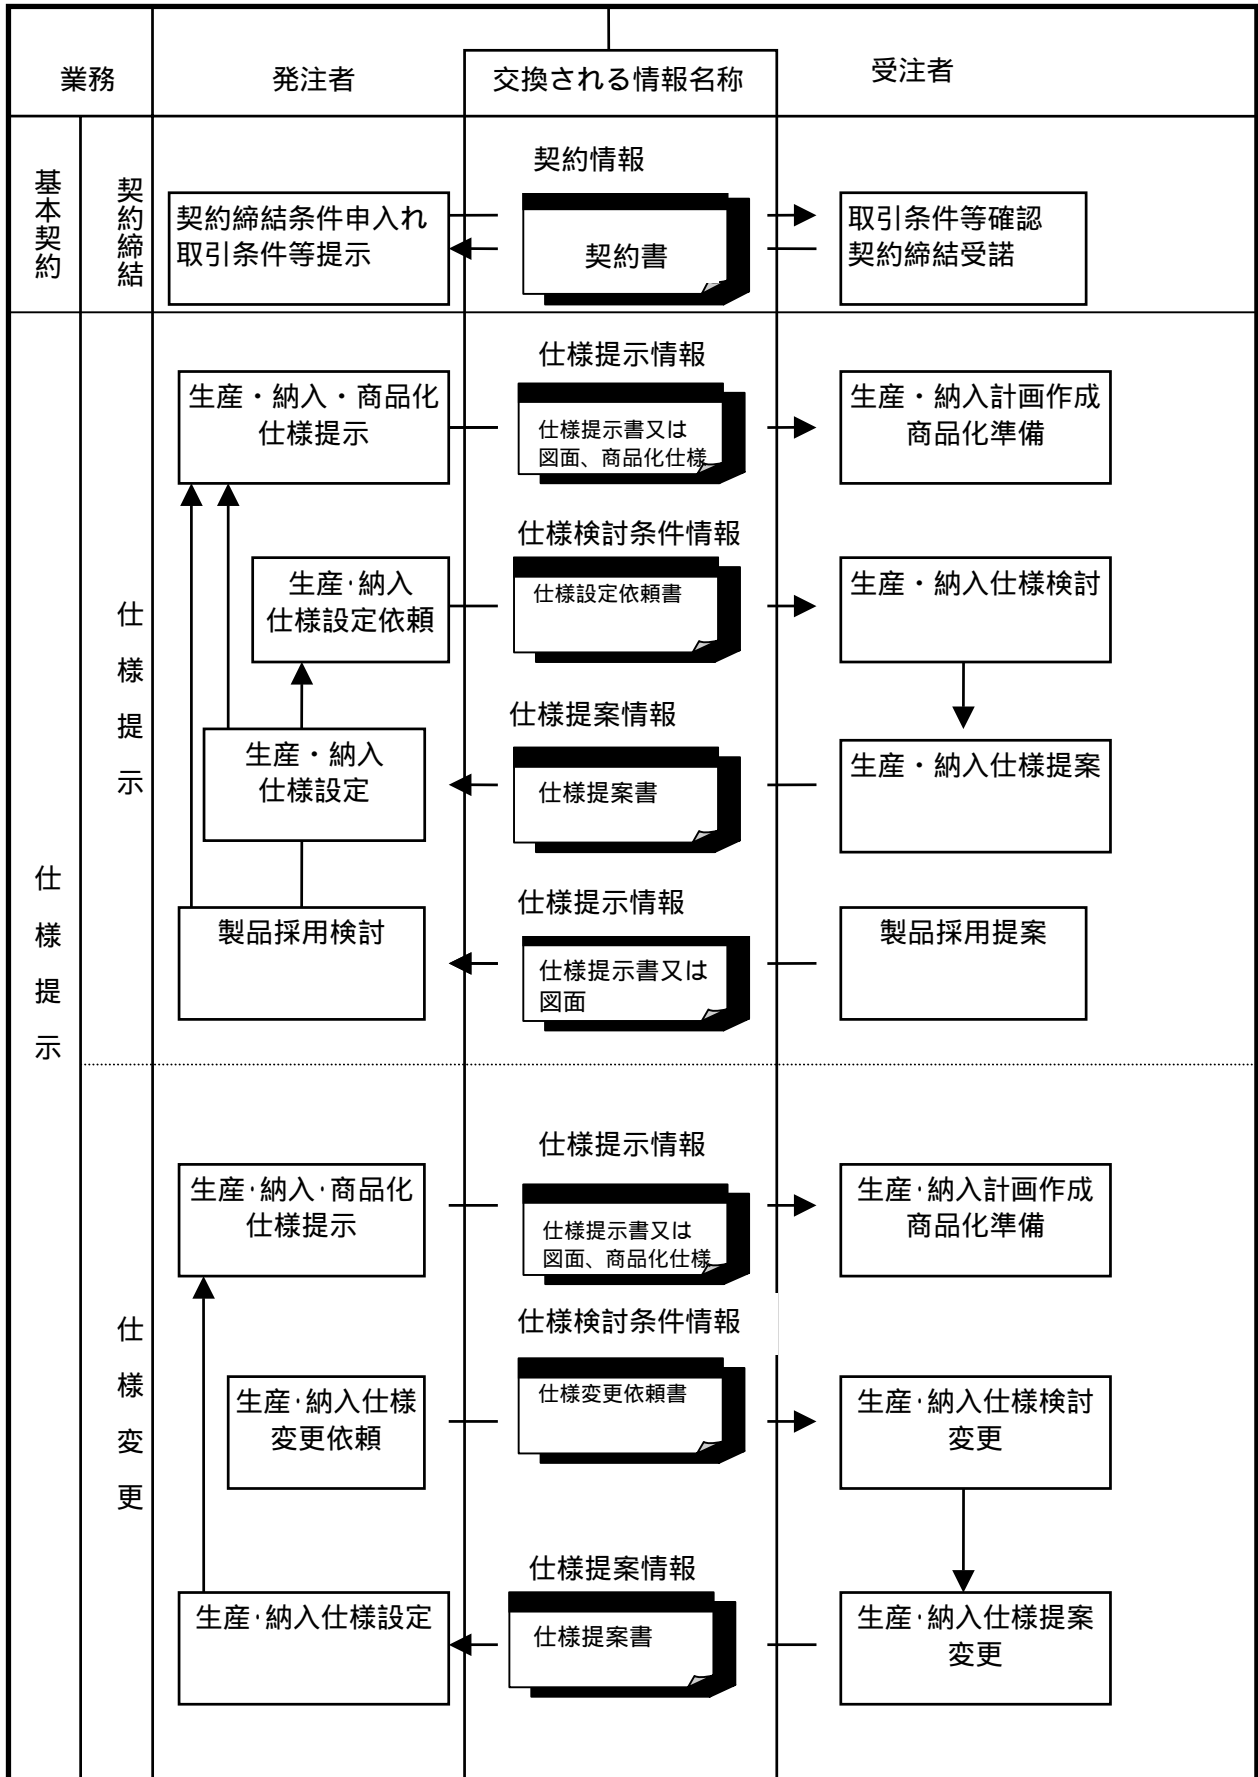 業務
発注者
交換される情報名称
受注者
基本契約
契約締結
契約情報
契約締結条件申入れ
取引条件等提示
契約書
取引条件等確認
契約締結受諾
仕様提示
仕様提示
仕様提示情報
生産・納入・商品化
仕様提示
仕様提示書又は
図面、商品化仕様
生産・納入計画作成
商品化準備
仕様検討条件情報
生産・納入
仕様設定依頼
仕様設定依頼書
生産・納入仕様検討
仕様提案情報
生産・納入
仕様設定
仕様提案書
生産・納入仕様提案
仕様提示情報
製品採用検討
仕様提示書又は
図面
製品採用提案
仕様変更
仕様提示情報
生産・納入・商品化
仕様提示
仕様提示書又は
図面、商品化仕様
生産・納入計画作成
商品化準備
仕様検討条件情報
生産・納入仕様
変更依頼
仕様変更依頼書
生産・納入仕様検討
変更
仕様提案情報
生産・納入仕様設定
仕様提案書
生産・納入仕様提案
変更